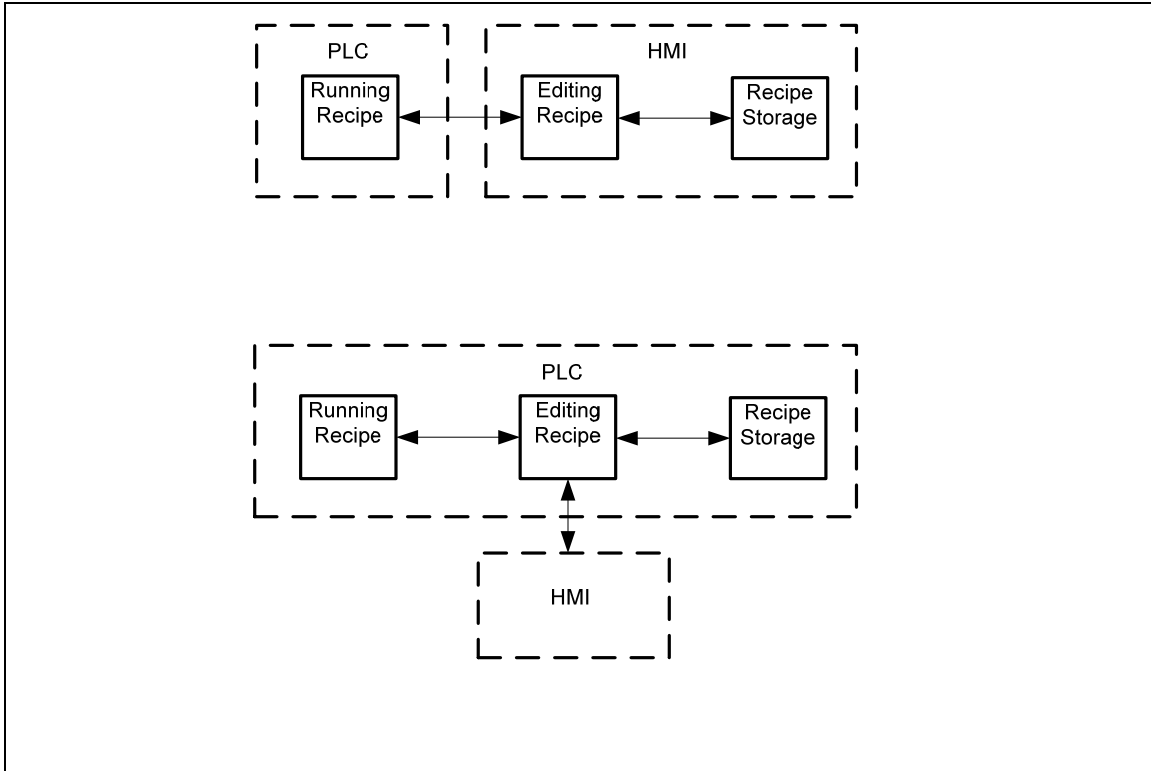 PLC
HMI
Running
Recipe
Editing
Recipe
Recipe
Storage
PLC
Running
Recipe
Editing
Recipe
Recipe
Storage
HMI